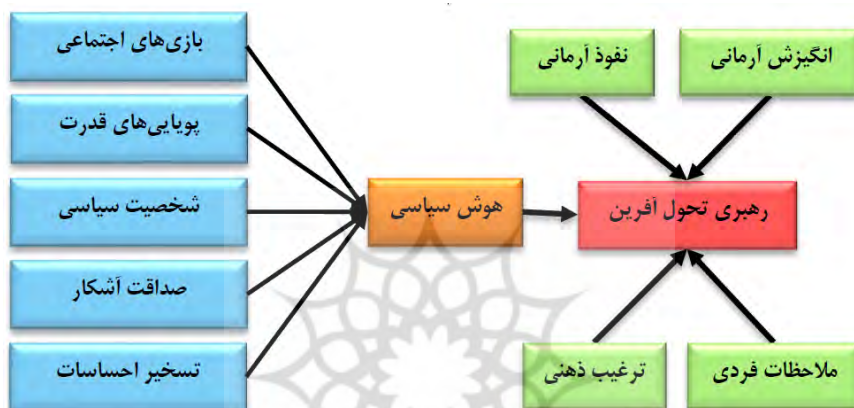 بازی‌های اجتماعی
پویایی‌های قدرت
شخصیت سیاسی
صداقت آشکار
تسخیر احساسات
هوش سیاسی
انگیزش آرمانی
نفوذ آرمانی
رهبری تحول آفرین
ملاحظات فردی
ترغیب ذهنی